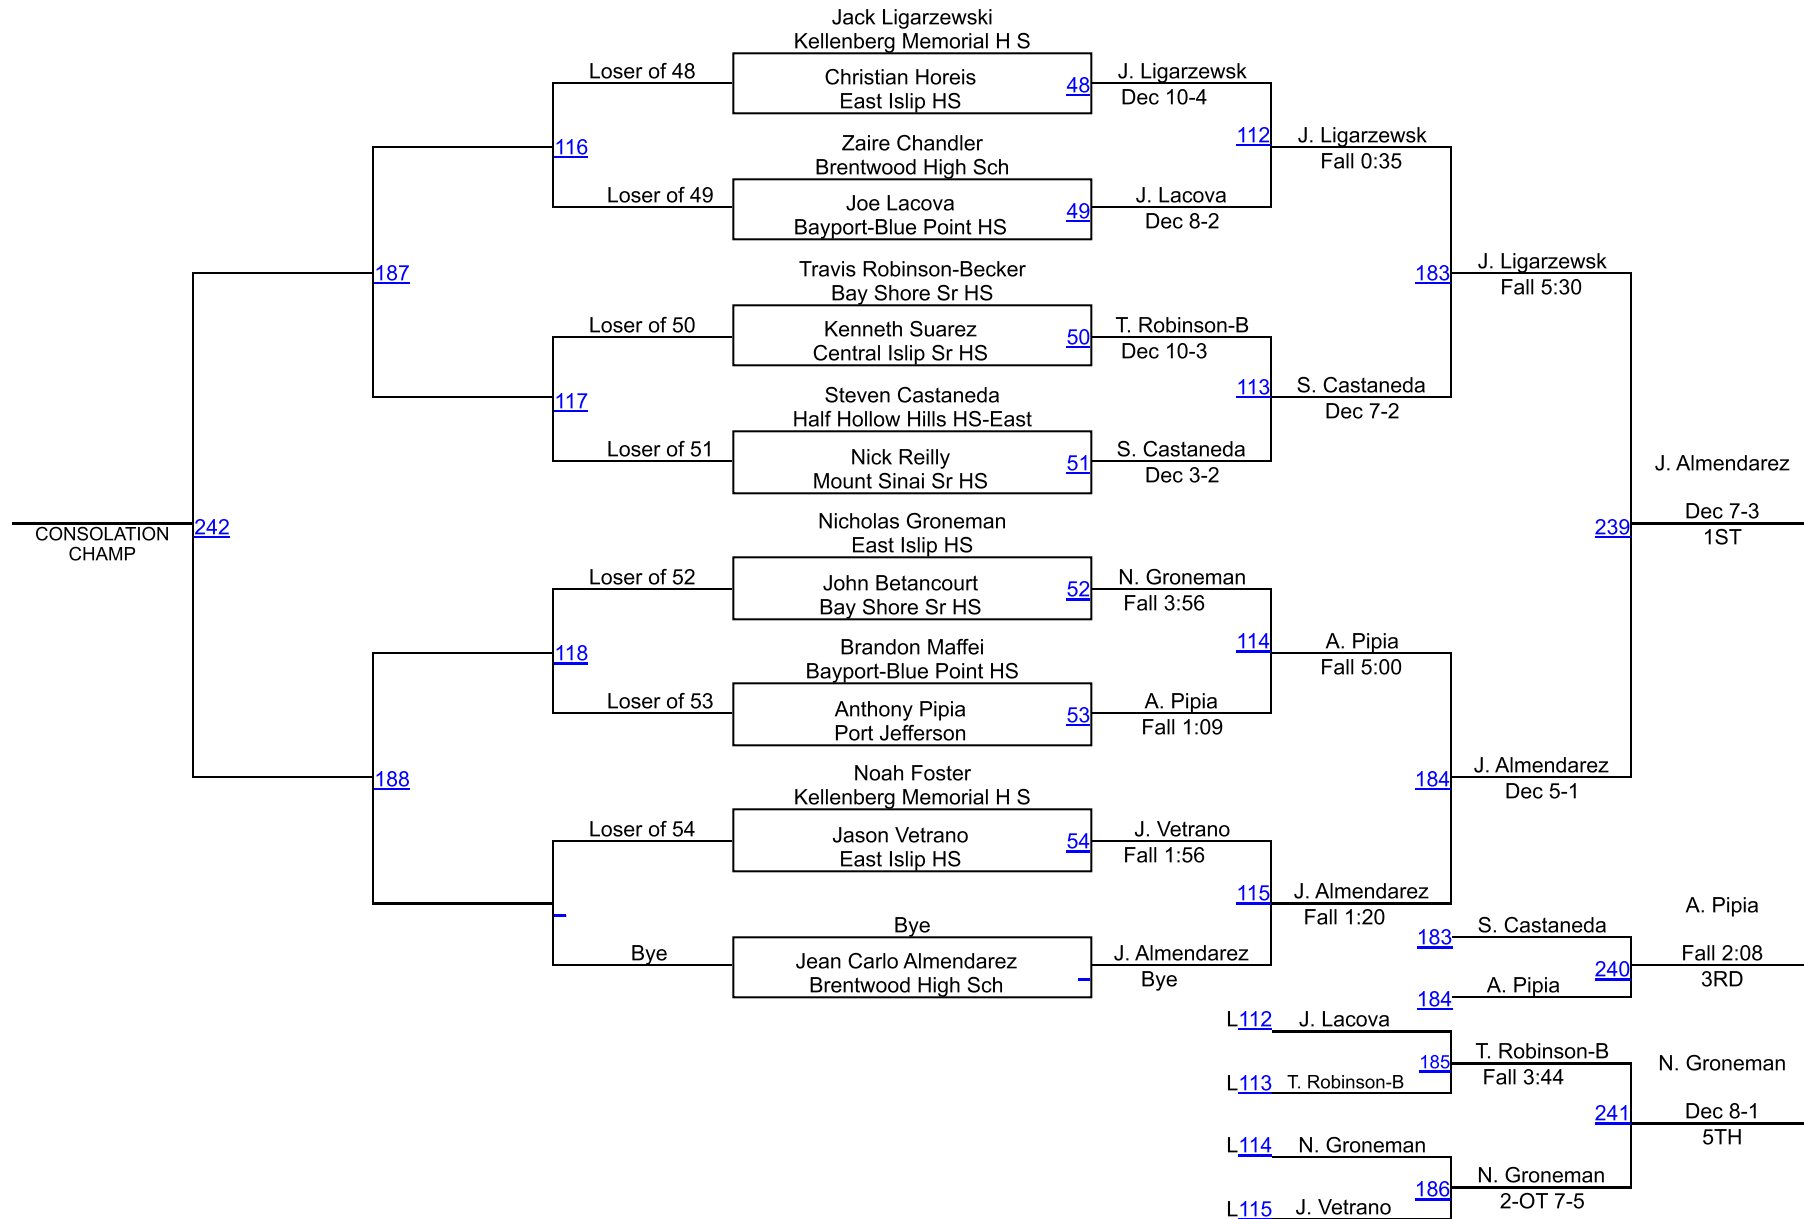 Jack Ligarzewski
Kellenberg Memorial H S
Loser of 48
Christian Horeis
East Islip HS
48
J. Ligarzewsk
Dec 10-4
116
Zaire Chandler
Brentwood High Sch
112
J. Ligarzewsk
Fall 0:35
Loser of 49
Joe Lacova
Bayport-Blue Point HS
49
J. Lacova
Dec 8-2
187
Travis Robinson-Becker
Bay Shore Sr HS
183
J. Ligarzewsk
Fall 5:30
Loser of 50
Kenneth Suarez
Central Islip Sr HS
50
T. Robinson-B
Dec 10-3
117
Steven Castaneda
Half Hollow Hills HS-East
113
S. Castaneda
Dec 7-2
Loser of 51
Nick Reilly
Mount Sinai Sr HS
51
S. Castaneda
Dec 3-2
J. Almendarez
Dec 7-3
1ST
239
CONSOLATION
CHAMP
242
Nicholas Groneman
East Islip HS
Loser of 52
John Betancourt
Bay Shore Sr HS
52
N. Groneman
Fall 3:56
118
Brandon Maffei
Bayport-Blue Point HS
114
A. Pipia
Fall 5:00
Loser of 53
Anthony Pipia
Port Jefferson
53
A. Pipia
Fall 1:09
188
Noah Foster
Kellenberg Memorial H S
184
J. Almendarez
Dec 5-1
Loser of 54
Jason Vetrano
East Islip HS
54
J. Vetrano
Fall 1:56
115
J. Almendarez
Fall 1:20
Bye
Bye
Jean Carlo Almendarez
Brentwood High Sch
J. Almendarez
Bye
183
S. Castaneda
184
A. Pipia
240
A. Pipia
Fall 2:08
3RD
L112
J. Lacova
L113
T. Robinson-B
185
T. Robinson-B
Fall 3:44
N. Groneman
Dec 8-1
5TH
241
L114
N. Groneman
L115
J. Vetrano
186
N. Groneman
2-OT 7-5